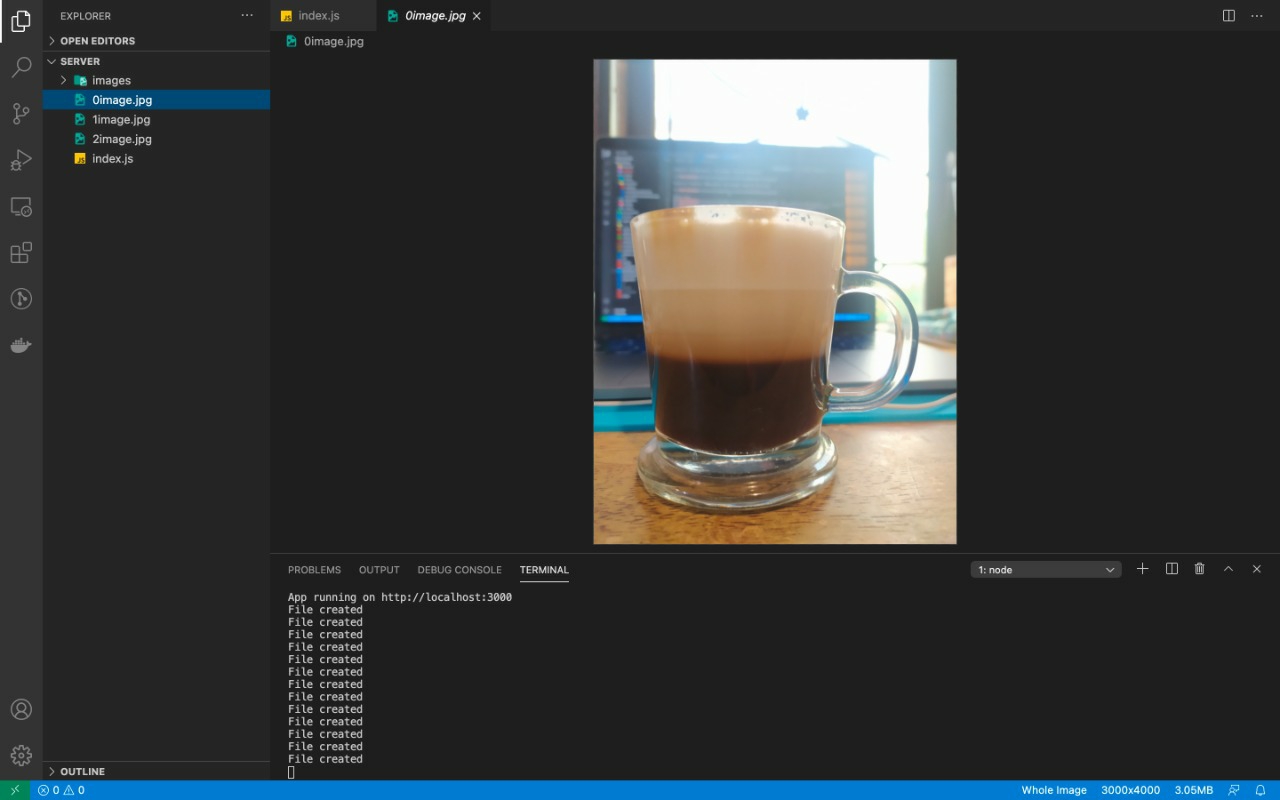 EXPLORER
OPEN EDITORS
SERVER
images
0image.jpg
1image.jpg
2image.jpg
index.js
OUTLINE
index.js
0image.jpg
0image.jpg
PROBLEMS OUTPUT DEBUG CONSOLE TERMINAL
1: node
App running on http://localhost:3000
File created
File created
File created
File created
File created
File created
File created
File created
File created
File created
File created
File created
File created
0 0
Whole Image 3000x4000 3.05MB